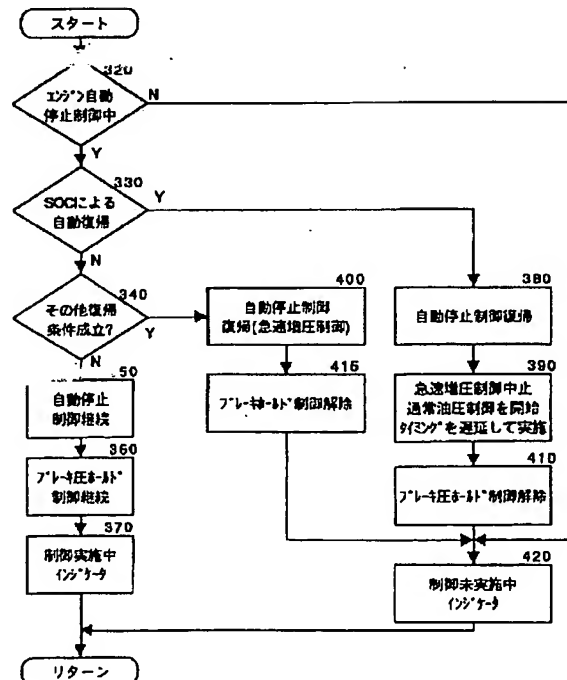 スタート
320
エンジン自動
停止制御中
N
Y
330
SOCによる
自動復帰
Y
N
340
その他復帰
条件成立?
Y
N
400
自動停止制御
復帰(急速増圧制御)
415
ブレーキホールド制御解除
380
自動停止制御復帰
390
急速増圧制御中止
通常油圧制御を開始
タイミングを遅延して実施
410
ブレーキ圧ホールド制御解除
50
自動停止
制御継続
360
ブレーキ圧ホールド
制御継続
370
制御実施中
インジケータ
420
制御未実施中
インジケータ
リターン